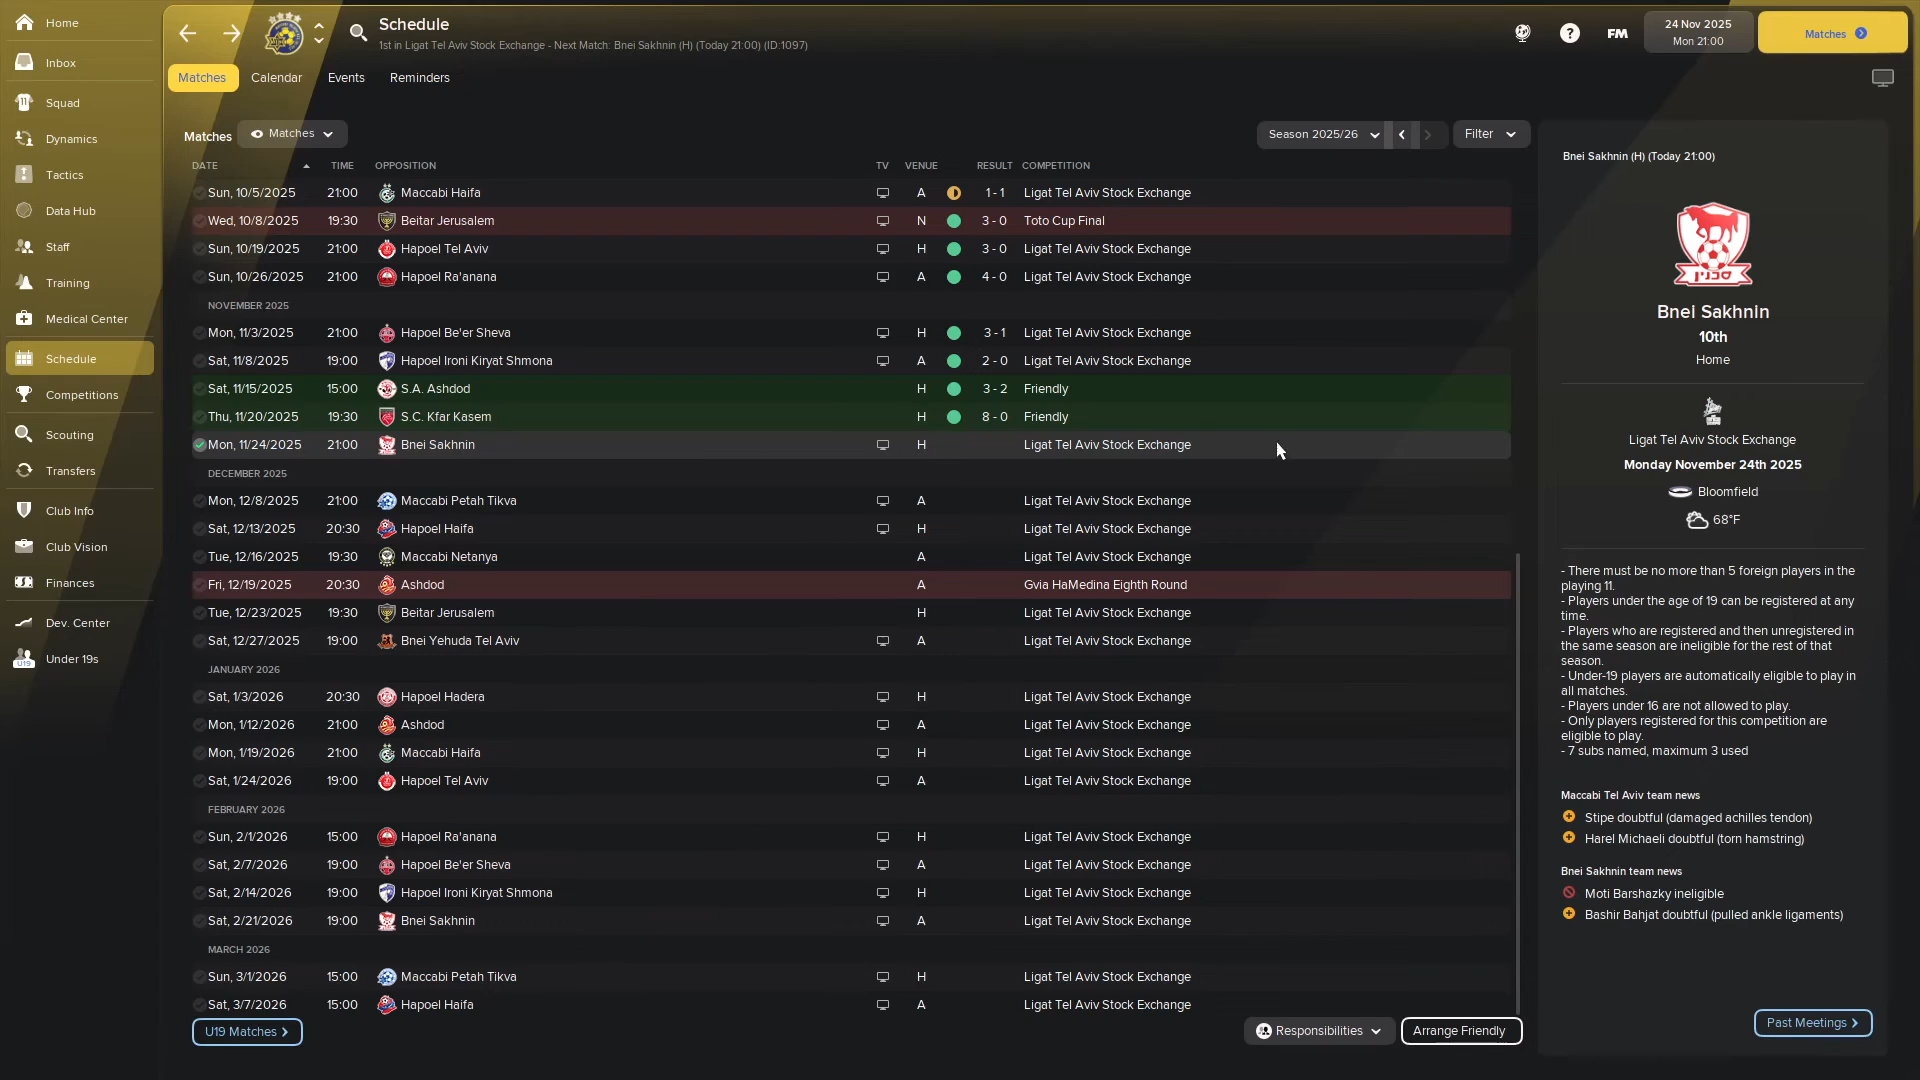 Home
Inbox
Squad
Dynamics
Tactics
Data Hub
Staff
Training
Medical Center
Schedule
Competitions
Scouting
Transfers
Club Info
Club Vision
Finances
Dev. Center
Under 19s
Schedule
1st in Ligat Tel Aviv Stock Exchange - Next Match: Bnei Sakhnin (H) (Today 21:00) (ID:1097)
FM
24 Nov 2025
Mon 21:00
Matches
Matches Calendar Events Reminders
Matches Matches
Season 2025/26 Filter
DATE TIME OPPOSITION TV VENUE RESULT COMPETITION
Sun, 10/5/2025 21:00 Maccabi Haifa A 1 - 1 Ligat Tel Aviv Stock Exchange
Wed, 10/8/2025 19:30 Beitar Jerusalem N 3 - 0 Toto Cup Final
Sun, 10/19/2025 21:00 Hapoel Tel Aviv H 3 - 0 Ligat Tel Aviv Stock Exchange
Sun, 10/26/2025 21:00 Hapoel Ra'anana A 4 - 0 Ligat Tel Aviv Stock Exchange
NOVEMBER 2025
Mon, 11/3/2025 21:00 Hapoel Be'er Sheva H 3 - 1 Ligat Tel Aviv Stock Exchange
Sat, 11/8/2025 19:00 Hapoel Ironi Kiryat Shmona A 2 - 0 Ligat Tel Aviv Stock Exchange
Sat, 11/15/2025 15:00 S.A. Ashdod H 3 - 2 Friendly
Thu, 11/20/2025 19:30 S.C. Kfar Kasem H 8 - 0 Friendly
Mon, 11/24/2025 21:00 Bnei Sakhnin H Ligat Tel Aviv Stock Exchange
DECEMBER 2025
Mon, 12/8/2025 21:00 Maccabi Petah Tikva A Ligat Tel Aviv Stock Exchange
Sat, 12/13/2025 20:30 Hapoel Haifa H Ligat Tel Aviv Stock Exchange
Tue, 12/16/2025 19:30 Maccabi Netanya A Ligat Tel Aviv Stock Exchange
Fri, 12/19/2025 20:30 Ashdod A Gvia HaMedina Eighth Round
Tue, 12/23/2025 19:30 Beitar Jerusalem H Ligat Tel Aviv Stock Exchange
Sat, 12/27/2025 19:00 Bnei Yehuda Tel Aviv A Ligat Tel Aviv Stock Exchange
JANUARY 2026
Sat, 1/3/2026 20:30 Hapoel Hadera H Ligat Tel Aviv Stock Exchange
Mon, 1/12/2026 21:00 Ashdod A Ligat Tel Aviv Stock Exchange
Mon, 1/19/2026 21:00 Maccabi Haifa H Ligat Tel Aviv Stock Exchange
Sat, 1/24/2026 19:00 Hapoel Tel Aviv A Ligat Tel Aviv Stock Exchange
FEBRUARY 2026
Sun, 2/1/2026 15:00 Hapoel Ra'anana H Ligat Tel Aviv Stock Exchange
Sat, 2/7/2026 19:00 Hapoel Be'er Sheva A Ligat Tel Aviv Stock Exchange
Sat, 2/14/2026 19:00 Hapoel Ironi Kiryat Shmona H Ligat Tel Aviv Stock Exchange
Sat, 2/21/2026 19:00 Bnei Sakhnin A Ligat Tel Aviv Stock Exchange
MARCH 2026
Sun, 3/1/2026 15:00 Maccabi Petah Tikva H Ligat Tel Aviv Stock Exchange
Sat, 3/7/2026 15:00 Hapoel Haifa A Ligat Tel Aviv Stock Exchange
U19 Matches
Responsibilities
Arrange Friendly
Bnei Sakhnin (H) (Today 21:00)
סכנין
Bnei Sakhnin
10th
Home
Ligat Tel Aviv Stock Exchange
Monday November 24th 2025
Bloomfield
68°F
- There must be no more than 5 foreign players in the
playing 11.
- Players under the age of 19 can be registered at any
time.
- Players who are registered and then unregistered in
the same season are ineligible for the rest of that
season.
- Under-19 players are automatically eligible to play in
all matches.
- Players under 16 are not allowed to play.
- Only players registered for this competition are
eligible to play.
- 7 subs named, maximum 3 used
Maccabi Tel Aviv team news
Stipe doubtful (damaged achilles tendon)
Harel Michaeli doubtful (torn hamstring)
Bnei Sakhnin team news
Moti Barshazky ineligible
Bashir Bahjat doubtful (pulled ankle ligaments)
Past Meetings